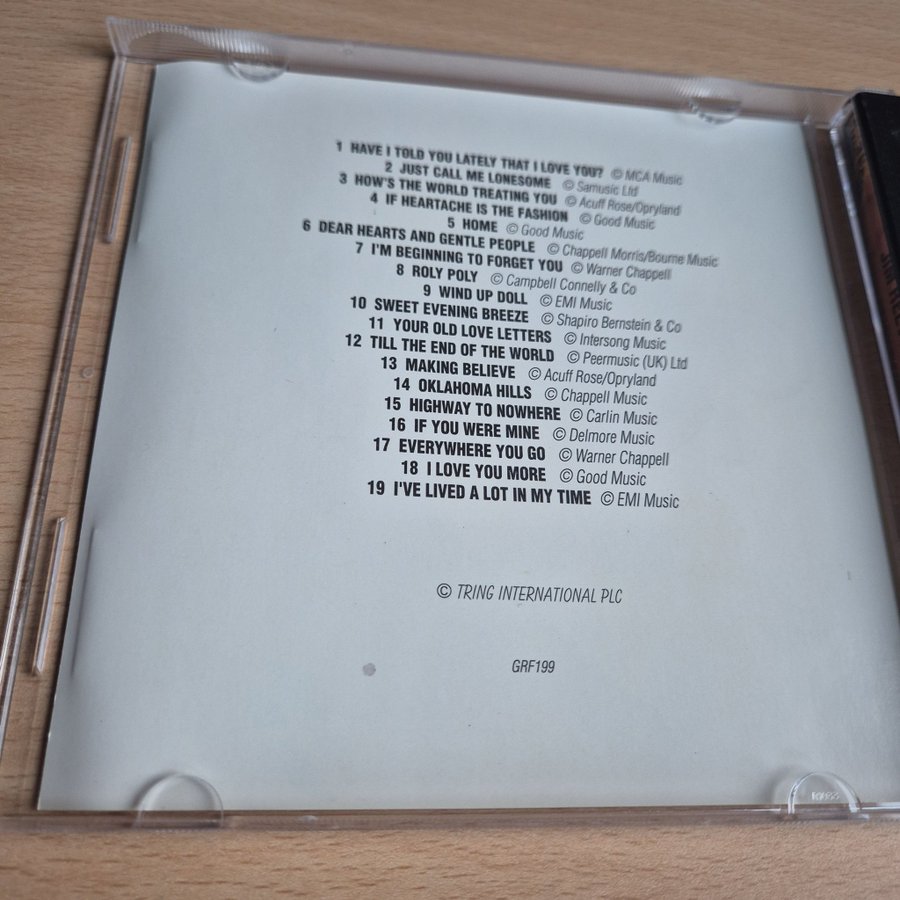 1 HAVE I TOLD YOU LATELY THAT I LOVE YOU? © MCA Music
2 JUST CALL ME LONESOME © Samusic Ltd
3 HOW'S THE WORLD TREATING YOU © Acuff Rose/Opryland
4 IF HEARTACHE IS THE FASHION © Good Music
5 HOME © Good Music
6 DEAR HEARTS AND GENTLE PEOPLE © Chappell Morris/Bourne Music
7 I'M BEGINNING TO FORGET YOU © Warner Chappell
8 ROLY POLY © Campbell Connelly & Co
9 WIND UP DOLL © EMI Music
10 SWEET EVENING BREEZE © Shapiro Bernstein & Co
11 YOUR OLD LOVE LETTERS © Intersong Music
12 TILL THE END OF THE WORLD © Peermusic (UK) Ltd
13 MAKING BELIEVE © Acuff Rose/Opryland
14 OKLAHOMA HILLS © Chappell Music
15 HIGHWAY TO NOWHERE © Carlin Music
16 IF YOU WERE MINE © Delmore Music
17 EVERYWHERE YOU GO © Warner Chappell
18 I LOVE YOU MORE © Good Music
19 I'VE LIVED A LOT IN MY TIME © EMI Music
© TRING INTERNATIONAL PLC
GRF199